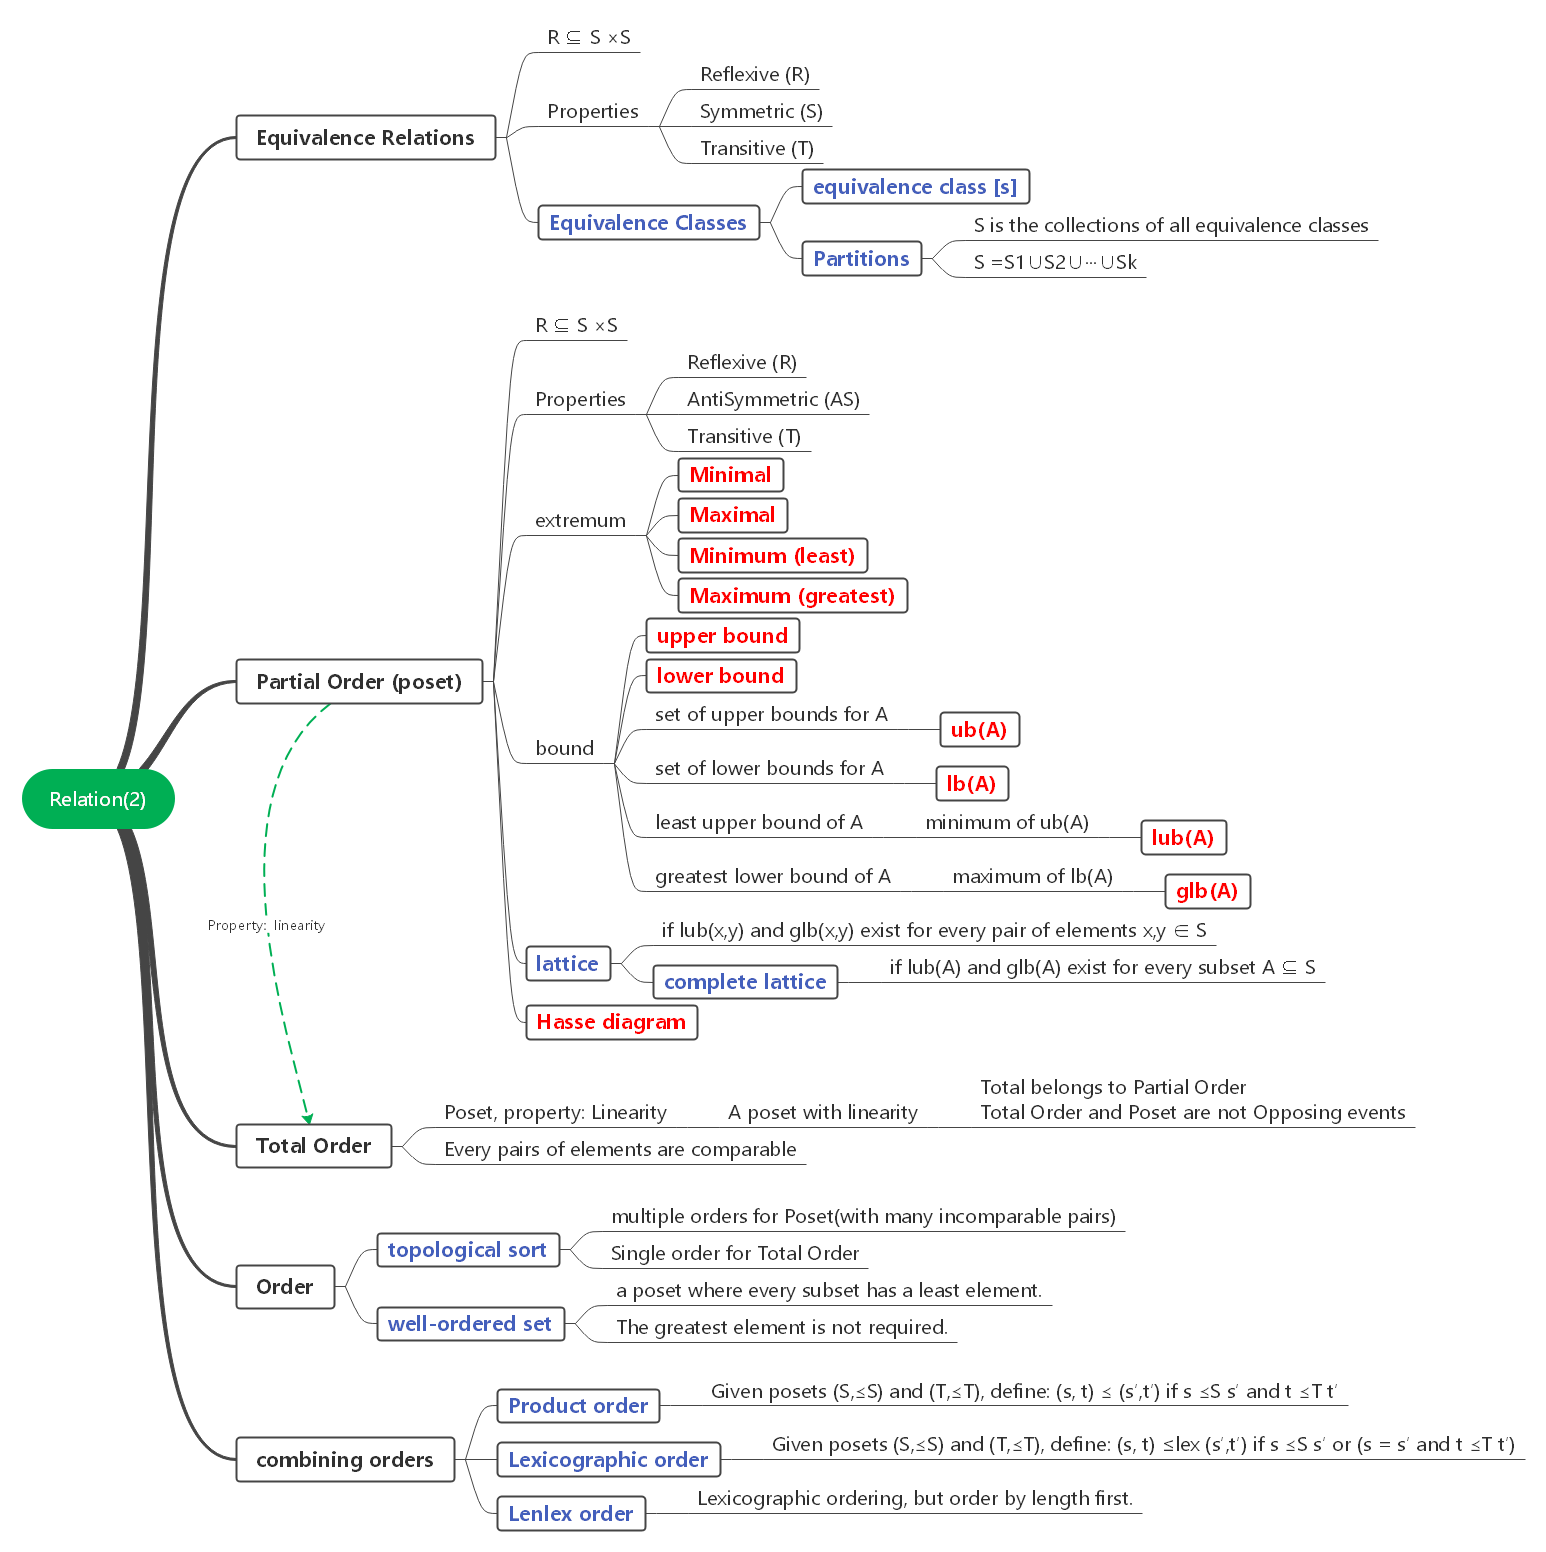 Relation(2)
Equivalence Relations
R ⊆ S ×S
Properties
Reflexive (R)
Symmetric (S)
Transitive (T)
Equivalence Classes
equivalence class [s]
Partitions
S is the collections of all equivalence classes
S =S1∪S2∪···∪Sk
Partial Order (poset)
R ⊆ S ×S
Properties
Reflexive (R)
AntiSymmetric (AS)
Transitive (T)
extremum
Minimal
Maximal
Minimum (least)
Maximum (greatest)
bound
upper bound
lower bound
set of upper bounds for A
ub(A)
set of lower bounds for A
lb(A)
least upper bound of A
minimum of ub(A)
lub(A)
greatest lower bound of A
maximum of lb(A)
glb(A)
lattice
if lub(x,y) and glb(x,y) exist for every pair of elements x,y ∈ S
complete lattice
if lub(A) and glb(A) exist for every subset A ⊆ S
Hasse diagram
Property: linearity
Total Order
Poset, property: Linearity
A poset with linearity
Total belongs to Partial Order
Total Order and Poset are not Opposing events
Every pairs of elements are comparable
Order
topological sort
multiple orders for Poset(with many incomparable pairs)
Single order for Total Order
well-ordered set
a poset where every subset has a least element.
The greatest element is not required.
combining orders
Product order
Given posets (S,≤S) and (T,≤T), define: (s, t) ≤ (s′,t′) if s ≤S s′ and t ≤T t′
Lexicographic order
Given posets (S,≤S) and (T,≤T), define: (s, t) ≤lex (s′,t′) if s ≤S s′ or (s = s′ and t ≤T t′)
Lenlex order
Lexicographic ordering, but order by length first.